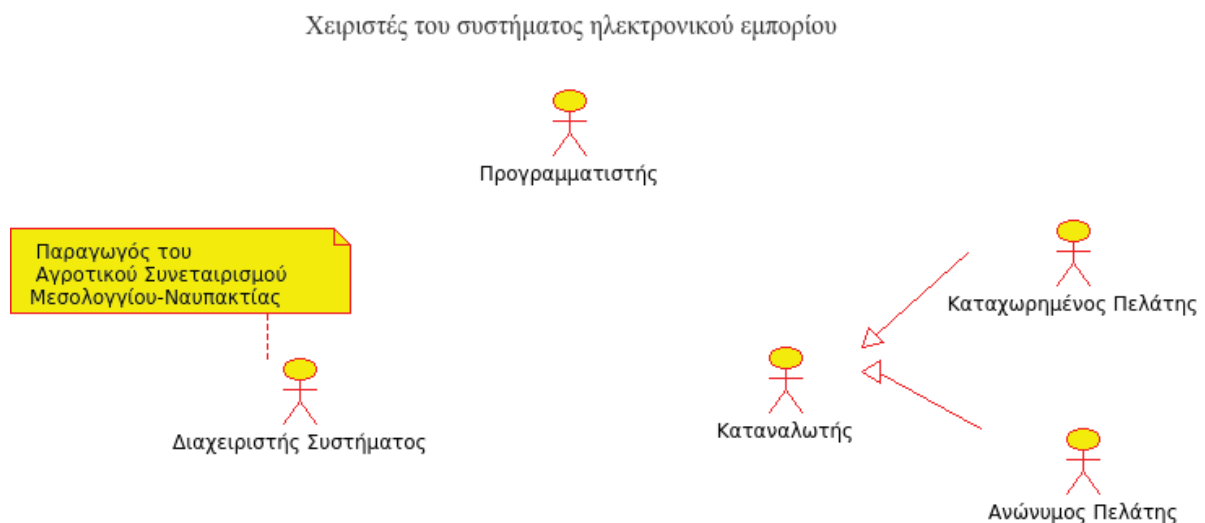 Χειριστές του συστήματος ηλεκτρονικού εμπορίου
Προγραμματιστής
Παραγωγός του
Αγροτικού Συνεταιρισμού
Μεσολογγίου-Ναυπακτίας
Καταχωρημένος Πελάτης
Καταναλωτής
Διαχειριστής Συστήματος
Ανώνυμος Πελάτης